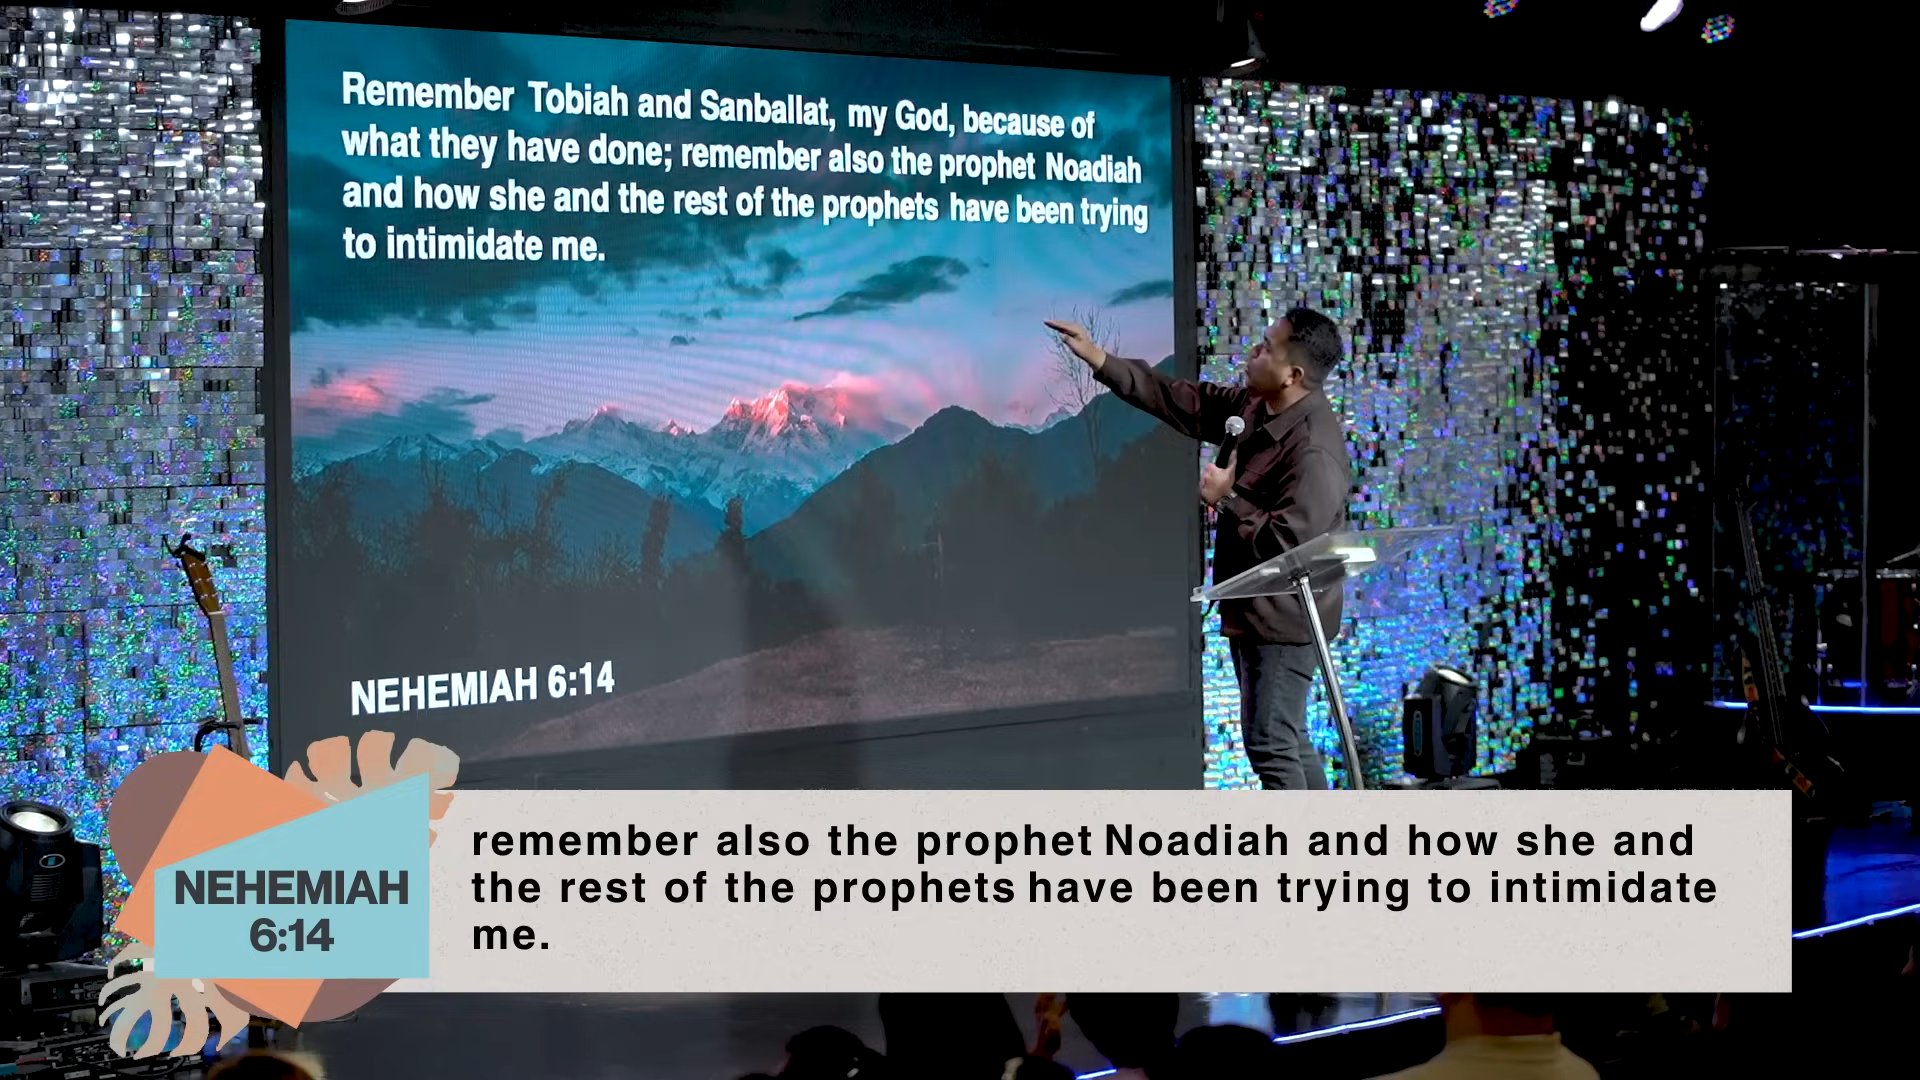 Remember Tobiah and Sanballat, my God, because of
what they have done; remember also the prophet Noadiah
and how she and the rest of the prophets have been trying
to intimidate me.
NEHEMIAH 6:14
NEHEMIAH
6:14
remember also the prophet Noadiah and how she and
the rest of the prophets have been trying to intimidate
me.